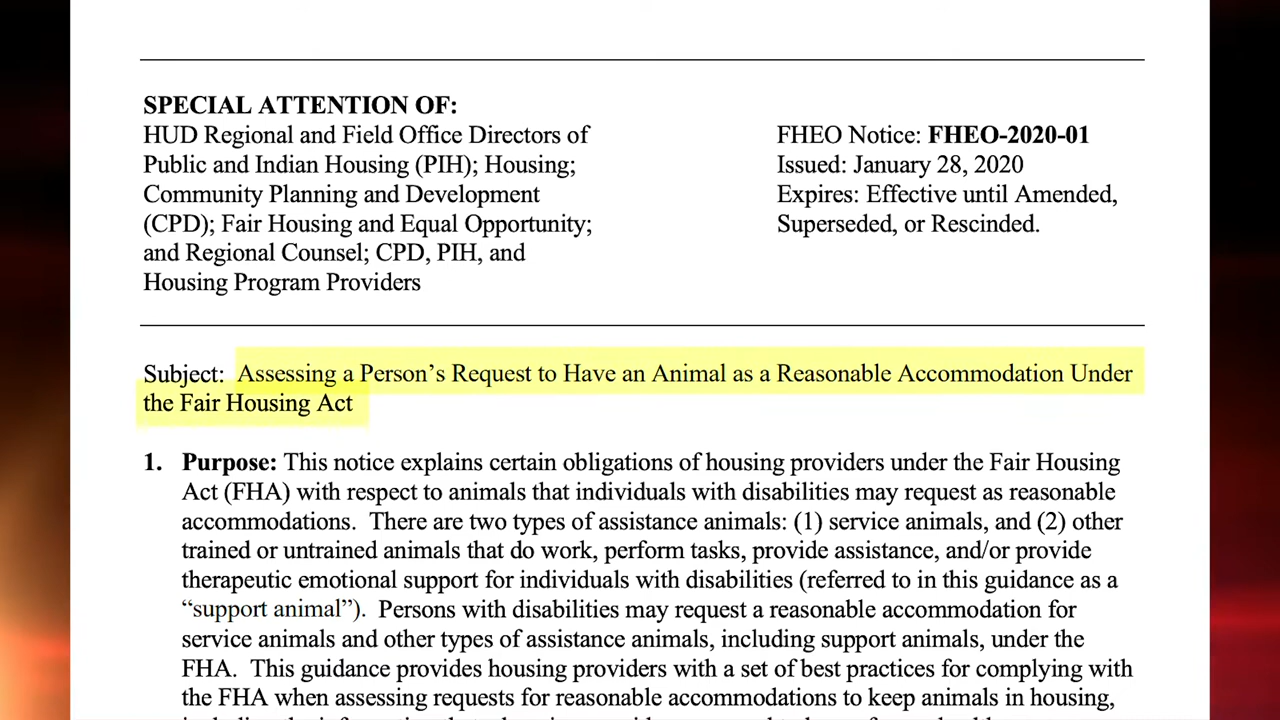 SPECIAL ATTENTION OF:
HUD Regional and Field Office Directors of
Public and Indian Housing (PIH); Housing;
Community Planning and Development
(CPD); Fair Housing and Equal Opportunity;
and Regional Counsel; CPD, PIH, and
Housing Program Providers
FHEO Notice: FHEO-2020-01
Issued: January 28, 2020
Expires: Effective until Amended,
Superseded, or Rescinded.
Subject: Assessing a Person’s Request to Have an Animal as a Reasonable Accommodation Under
the Fair Housing Act
1. Purpose: This notice explains certain obligations of housing providers under the Fair Housing
Act (FHA) with respect to animals that individuals with disabilities may request as reasonable
accommodations. There are two types of assistance animals: (1) service animals, and (2) other
trained or untrained animals that do work, perform tasks, provide assistance, and/or provide
therapeutic emotional support for individuals with disabilities (referred to in this guidance as a
“support animal”). Persons with disabilities may request a reasonable accommodation for
service animals and other types of assistance animals, including support animals, under the
FHA. This guidance provides housing providers with a set of best practices for complying with
the FHA when assessing requests for reasonable accommodations to keep animals in housing,